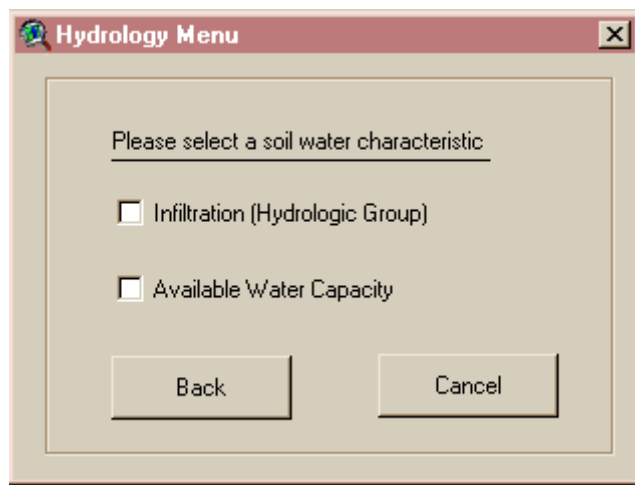 Hydrology Menu
Please select a soil water characteristic
Infiltration (Hydrologic Group)
Available Water Capacity
Back
Cancel